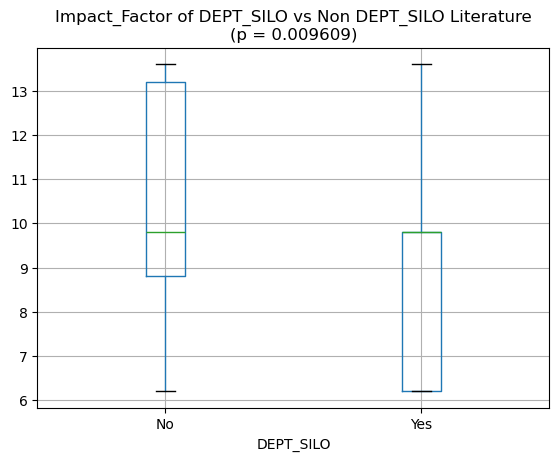 Impact_Factor of DEPT_SILO vs Non DEPT_SILO Literature
(p = 0.009609)
13
12
11
10
9
8
7
6
No
Yes
DEPT_SILO